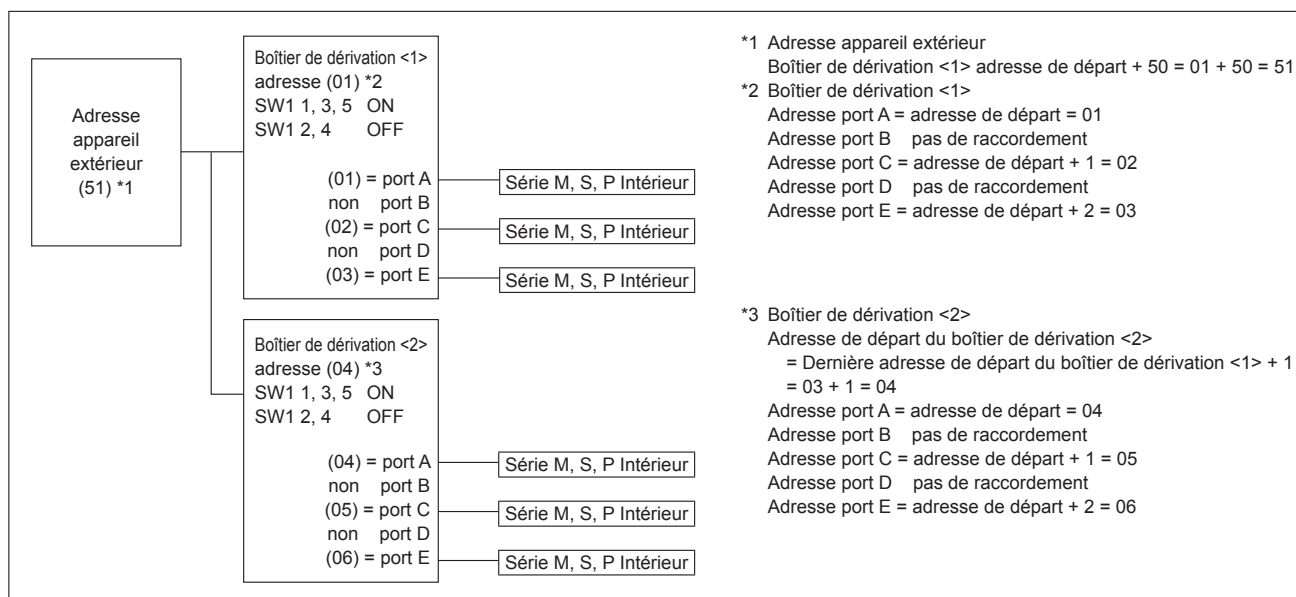 Adresse
appareil
extérieur
(51) *1
Boîtier de dérivation <1>
adresse (01) *2
SW1 1, 3, 5 ON
SW1 2, 4 OFF
(01) = port A
Série M, S, P Intérieur
non port B
(02) = port C
Série M, S, P Intérieur
non port D
(03) = port E
Série M, S, P Intérieur
Boîtier de dérivation <2>
adresse (04) *3
SW1 1, 3, 5 ON
SW1 2, 4 OFF
(04) = port A
Série M, S, P Intérieur
non port B
(05) = port C
Série M, S, P Intérieur
non port D
(06) = port E
Série M, S, P Intérieur
*1 Adresse appareil extérieur
Boîtier de dérivation <1> adresse de départ + 50 = 01 + 50 = 51
*2 Boîtier de dérivation <1>
Adresse port A = adresse de départ = 01
Adresse port B pas de raccordement
Adresse port C = adresse de départ + 1 = 02
Adresse port D pas de raccordement
Adresse port E = adresse de départ + 2 = 03
*3 Boîtier de dérivation <2>
Adresse de départ du boîtier de dérivation <2>
= Dernière adresse de départ du boîtier de dérivation <1> + 1
= 03 + 1 = 04
Adresse port A = adresse de départ = 04
Adresse port B pas de raccordement
Adresse port C = adresse de départ + 1 = 05
Adresse port D pas de raccordement
Adresse port E = adresse de départ + 2 = 06